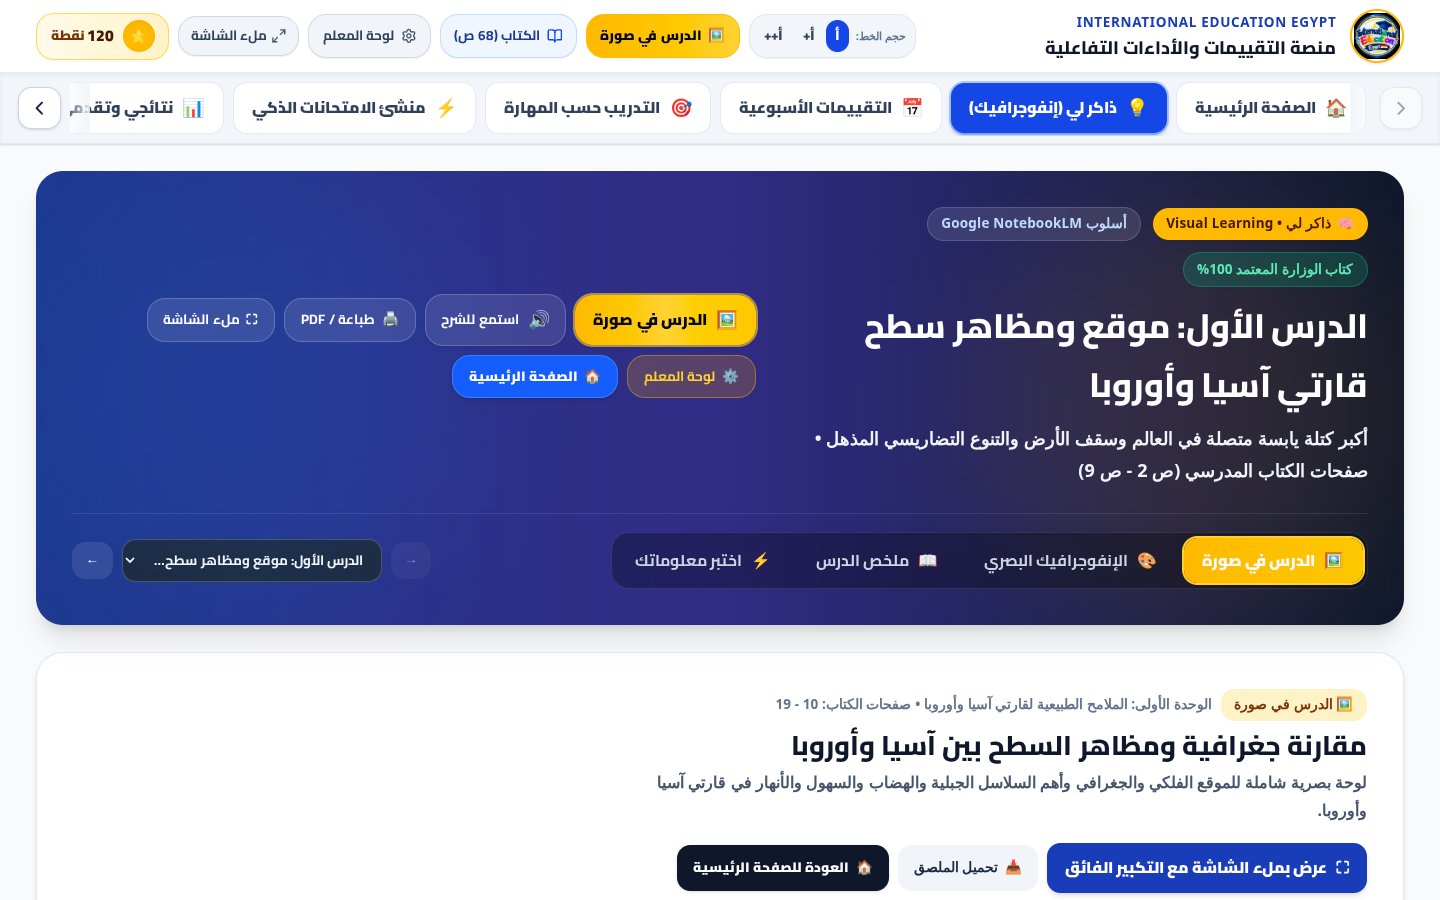 INTERNATIONAL EDUCATION EGYPT
منصة التقييمات والأداءات التفاعلية
حجم الخط: أ أ+ أ++
الدرس في صورة
الكتاب (68 ص)
لوحة المعلم
ملء الشاشة
120 نقطة
الصفحة الرئيسية
ذاكر لي (إنفوجرافيك)
التقييمات الأسبوعية
التدريب حسب المهارة
منشئ الامتحانات الذكي
نتائجي وتقدمي
ذاكر لي • Visual Learning
أسلوب Google NotebookLM
كتاب الوزارة المعتمد 100%
الدرس الأول: موقع ومظاهر سطح
قارتي آسيا وأوروبا
أكبر كتلة يابسة متصلة في العالم وسقف الأرض والتنوع التضاريسي المذهل •
صفحات الكتاب المدرسي (ص 2 - ص 9)
الدرس في صورة
استمع للشرح
طباعة / PDF
ملء الشاشة
لوحة المعلم
الصفحة الرئيسية
الدرس في صورة
الإنفوجرافيك البصري
ملخص الدرس
اختبر معلوماتك
→
الدرس الأول: موقع ومظاهر سطح...
←
الدرس في صورة
الوحدة الأولى: الملامح الطبيعية لقارتي آسيا وأوروبا • صفحات الكتاب: 10 - 19
مقارنة جغرافية ومظاهر السطح بين آسيا وأوروبا
لوحة بصرية شاملة للموقع الفلكي والجغرافي وأهم السلاسل الجبلية والهضاب والسهول والأنهار في قارتي آسيا
وأوروبا.
عرض بملء الشاشة مع التكبير الفائق
تحميل الملصق
العودة للصفحة الرئيسية